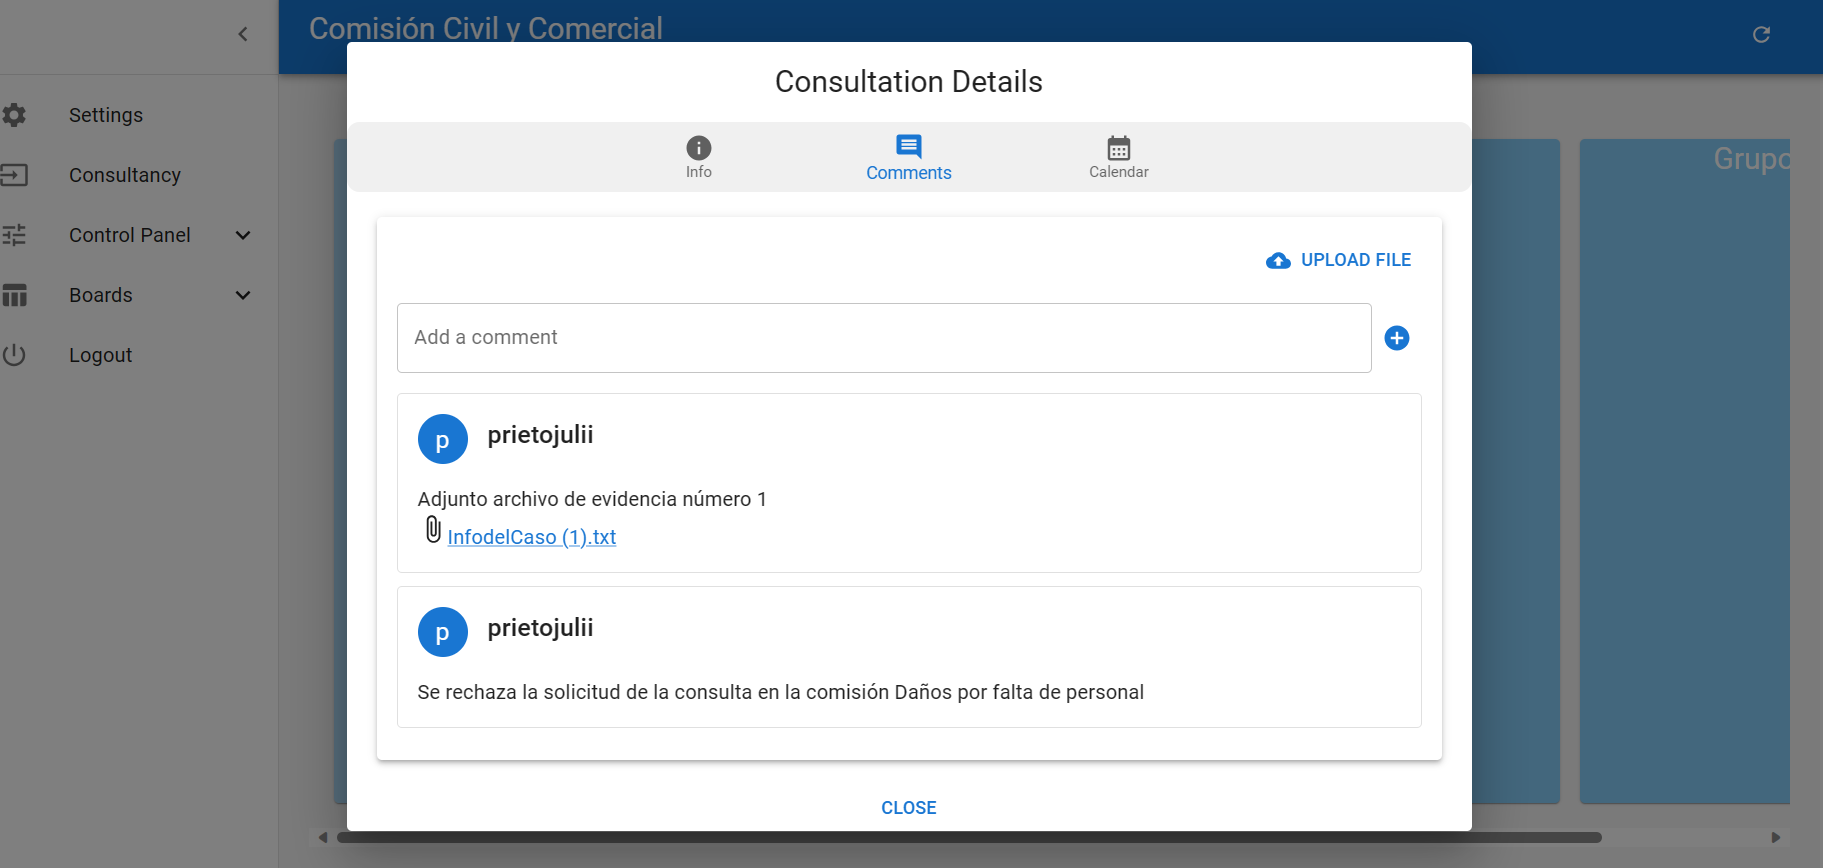 Comisión Civil y Comercial
Settings
Consultancy
Control Panel
Boards
Logout
Consultation Details
Info
Comments
Calendar
UPLOAD FILE
Add a comment
p
prietojulii
Adjunto archivo de evidencia número 1
InfodelCaso (1).txt
p
prietojulii
Se rechaza la solicitud de la consulta en la comisión Daños por falta de personal
CLOSE
Grupo